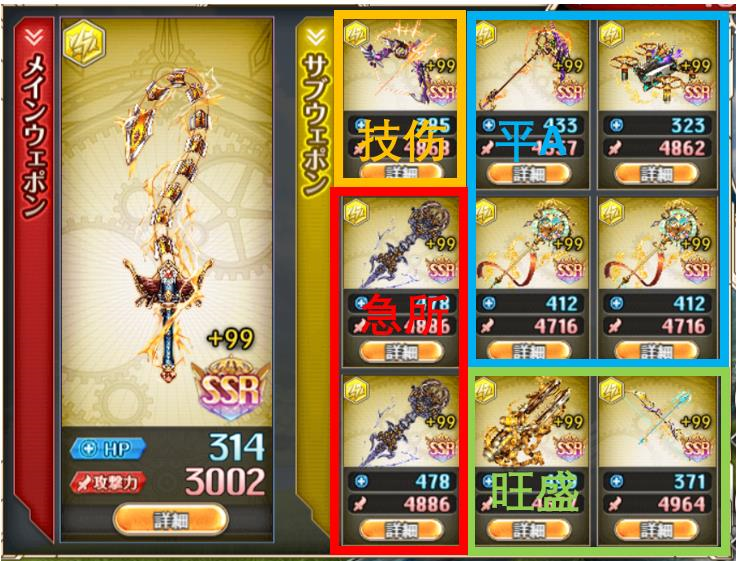 メインウェポン
+99
SSR
HP 314
攻撃力 3002
詳細
サブウェポン
+99 +99 +99
SSR SSR SSR
433 323
4862
技伤 平A
詳細 詳細 詳細
+99 +99 +99
SSR SSR SSR
478 412 412
4886 4716 4716
急所
詳細 詳細 詳細
+99 +99 +99
SSR SSR SSR
478 371
4886 4964
旺盛
詳細 詳細 詳細